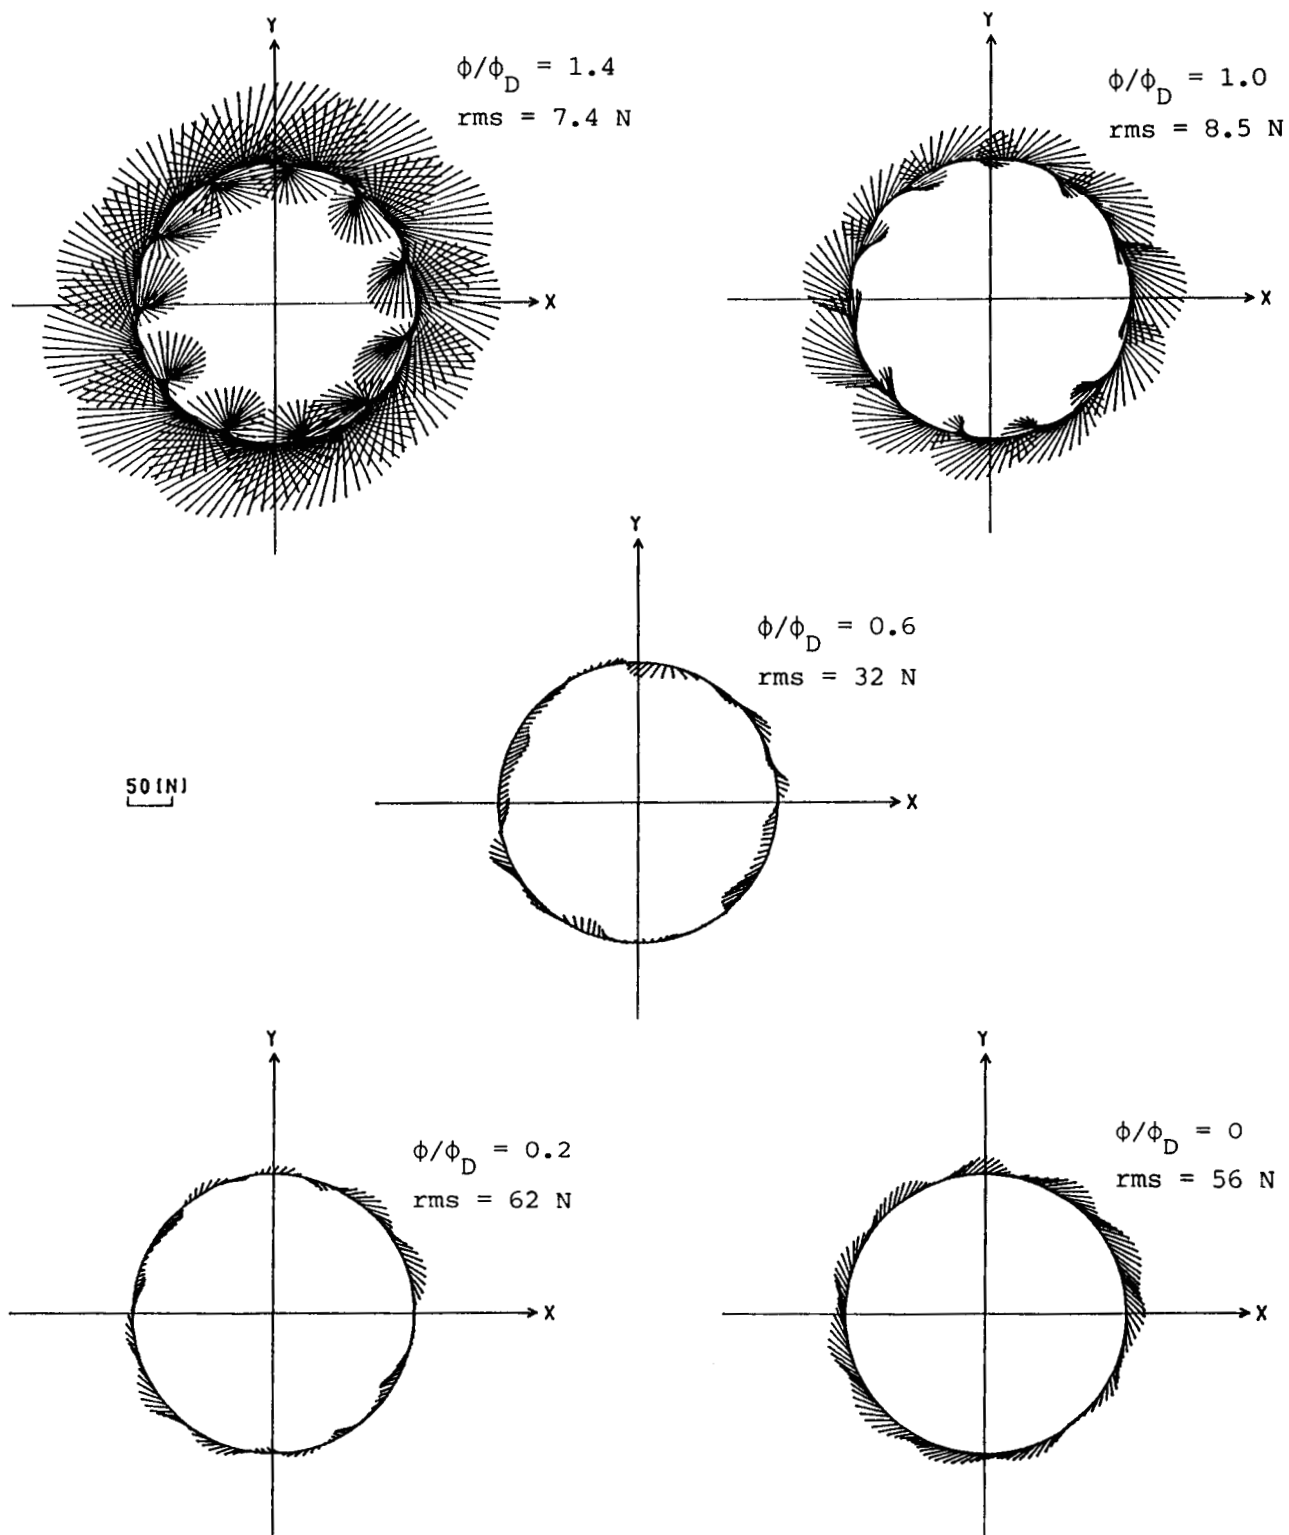 Y
ϕ/ϕ_D = 1.4
rms = 7.4 N
X
Y
ϕ/ϕ_D = 1.0
rms = 8.5 N
X
Y
ϕ/ϕ_D = 0.6
rms = 32 N
50[N]
X
Y
ϕ/ϕ_D = 0.2
rms = 62 N
X
Y
ϕ/ϕ_D = 0
rms = 56 N
X